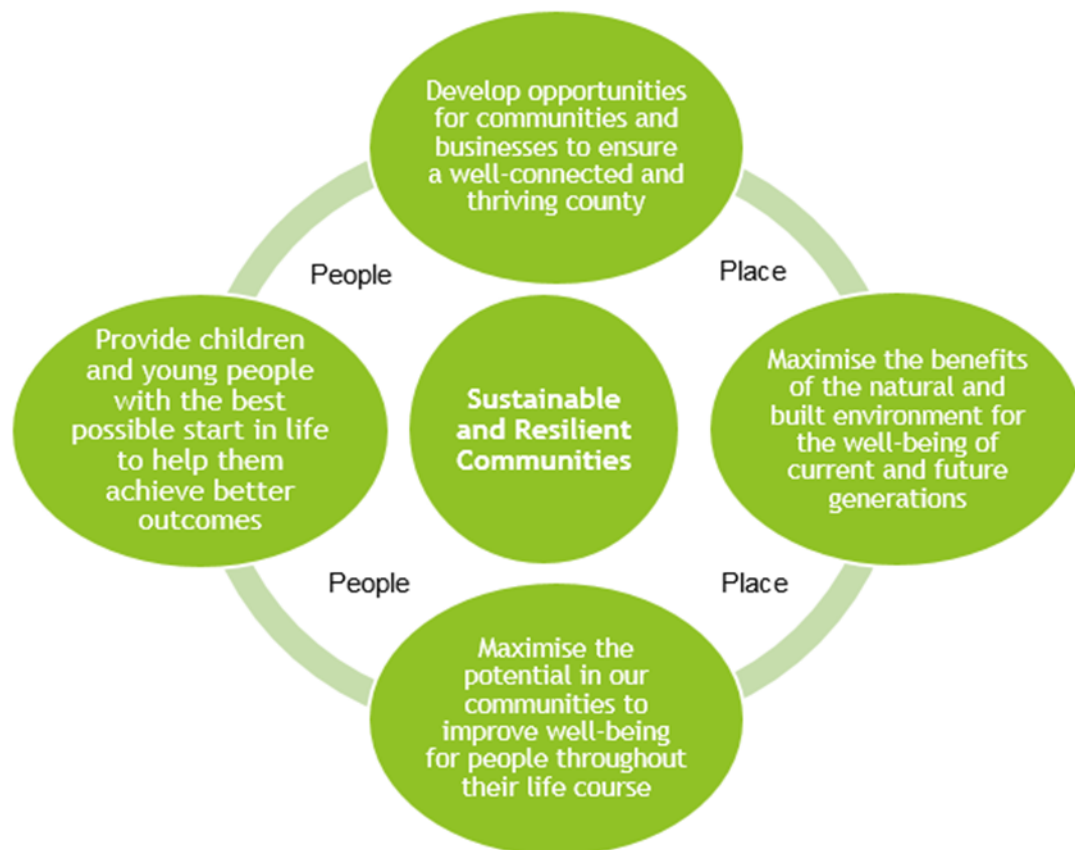 Develop opportunities
for communities and
businesses to ensure
a well-connected and
thriving county
People
Place
Provide children
and young people
with the best
possible start in life
to help them
achieve better
outcomes
Sustainable
and Resilient
Communities
Maximise the benefits
of the natural and
built environment for
the well-being of
current and future
generations
People
Place
Maximise the
potential in our
communities to
improve well-being
for people throughout
their life course